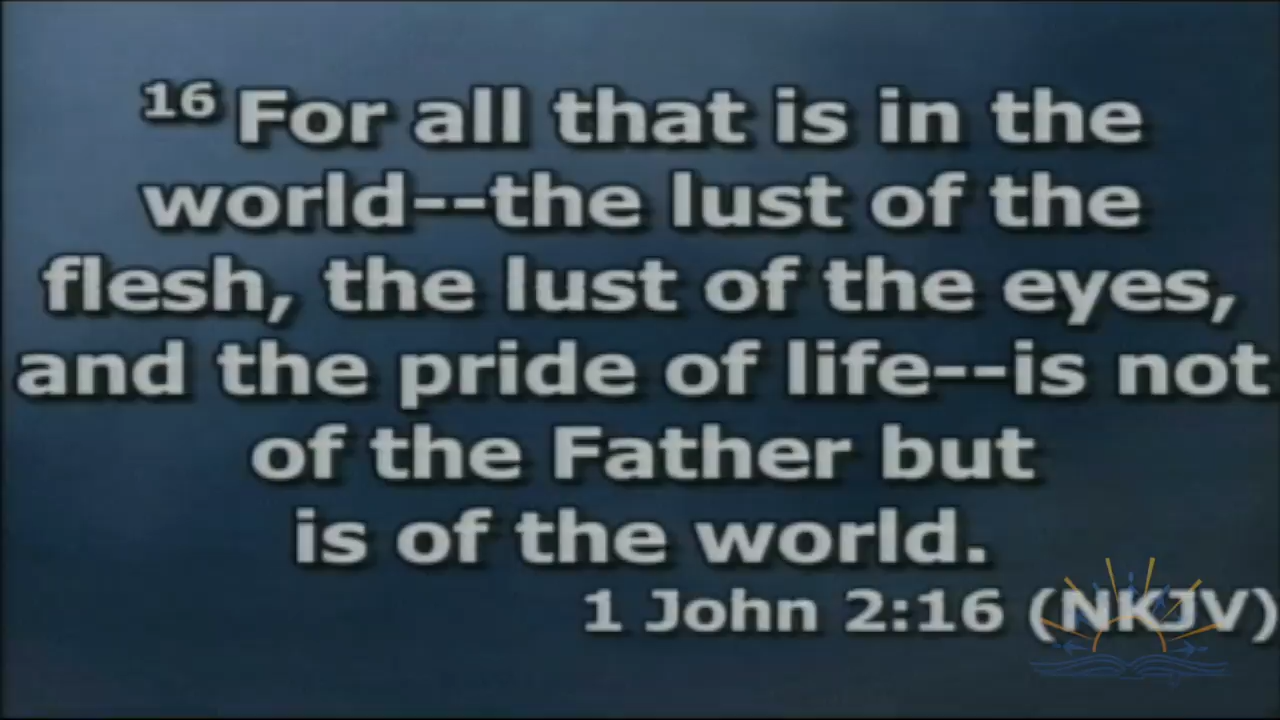 16 For all that is in the
world--the lust of the
flesh, the lust of the eyes,
and the pride of life--is not
of the Father but
is of the world.
1 John 2:16 (NKJV)